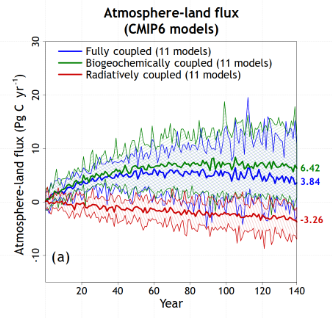 Atmosphere-land flux
(CMIP6 models)
Fully coupled (11 models)
Biogeochemically coupled (11 models)
Radiatively coupled (11 models)
Atmosphere-land flux (Pg C yr⁻¹)
30
20
10
0
-10
6.42
3.84
-3.26
(a)
20 40 60 80 100 120 140
Year